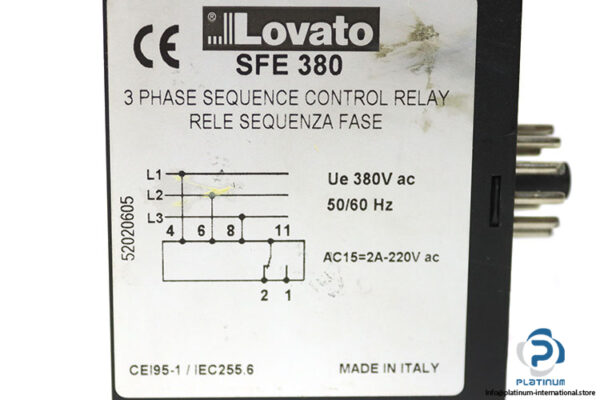 CE
® Lovato
SFE 380
3 PHASE SEQUENCE CONTROL RELAY
RELE SEQUENZA FASE
L1
L2
L3
4 6 8 11
2 1
Ue 380V ac
50/60 Hz
AC15=2A-220V ac
52020605
CEI95-1 / IEC255.6
MADE IN ITALY
PLATINUM
info@platinum-international.store